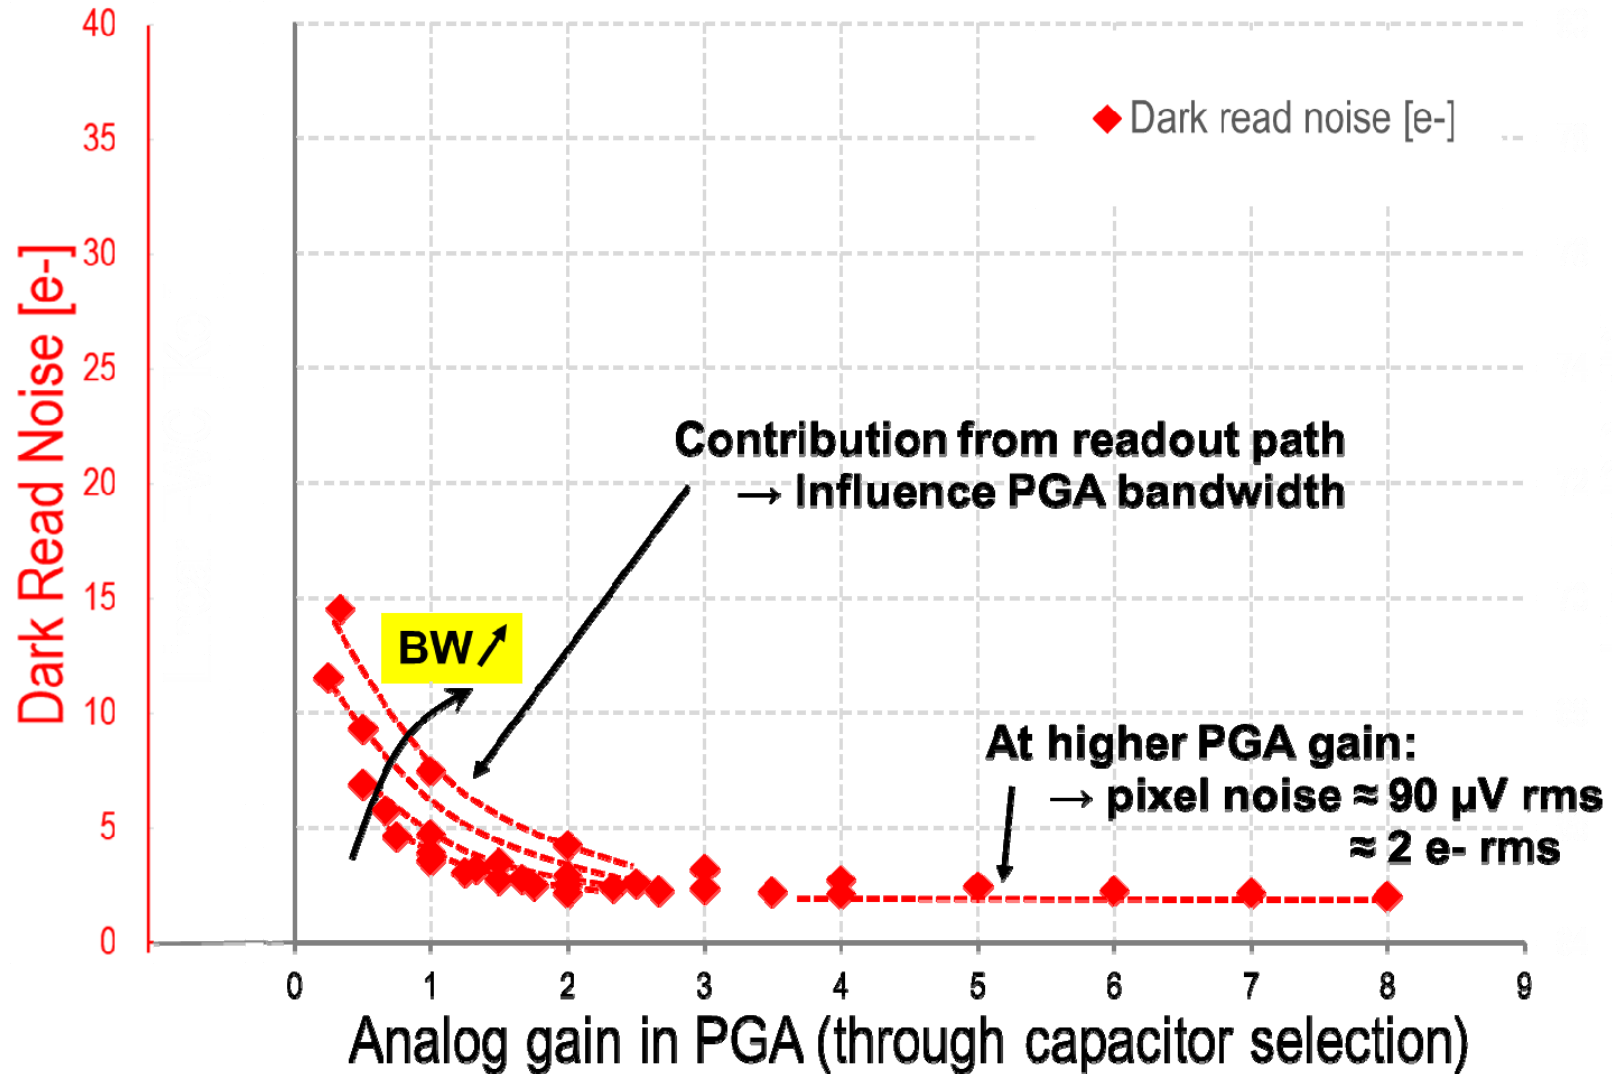 40
35
30
25
20
15
10
5
0
Dark Read Noise [e-]
Dark read noise [e-]
Contribution from readout path
→ Influence PGA bandwidth
BW
At higher PGA gain:
→ pixel noise ≈ 90 µV rms
≈ 2 e- rms
0 1 2 3 4 5 6 7 8 9
Analog gain in PGA (through capacitor selection)